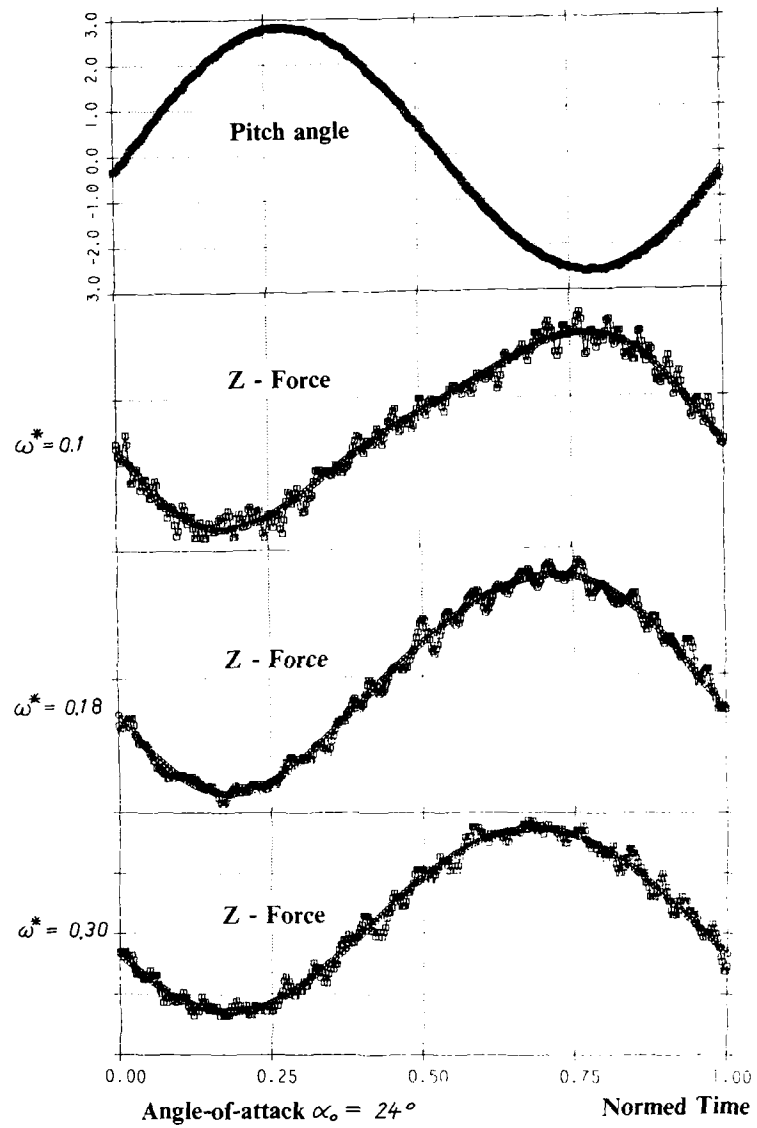 3.0
2.0
1.0
0.0
-1.0
-2.0
3.0
Pitch angle
Z - Force
ω* = 0.1
Z - Force
ω* = 0.18
Z - Force
ω* = 0.30
0.00 0.25 0.50 0.75 1.00
Angle-of-attack α₀ = 24° Normed Time